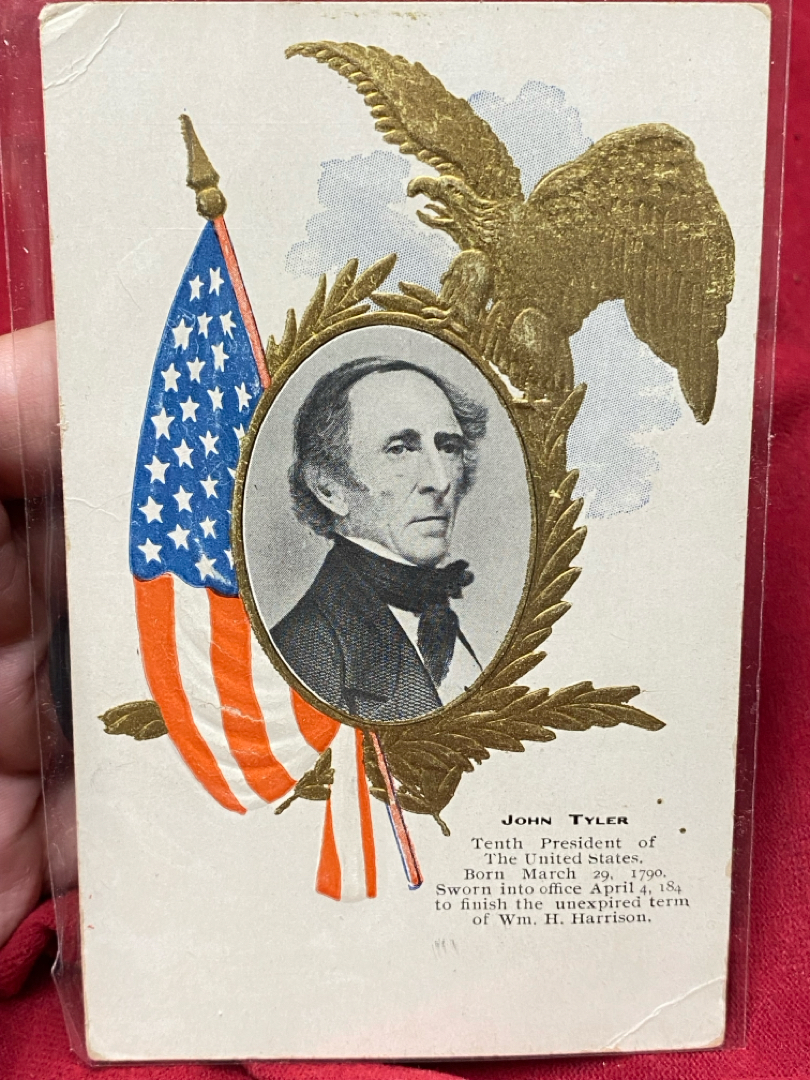 JOHN TYLER
Tenth President of
The United States.
Born March 29, 1790.
Sworn into office April 4, 184
to finish the unexpired term
of Wm. H. Harrison.